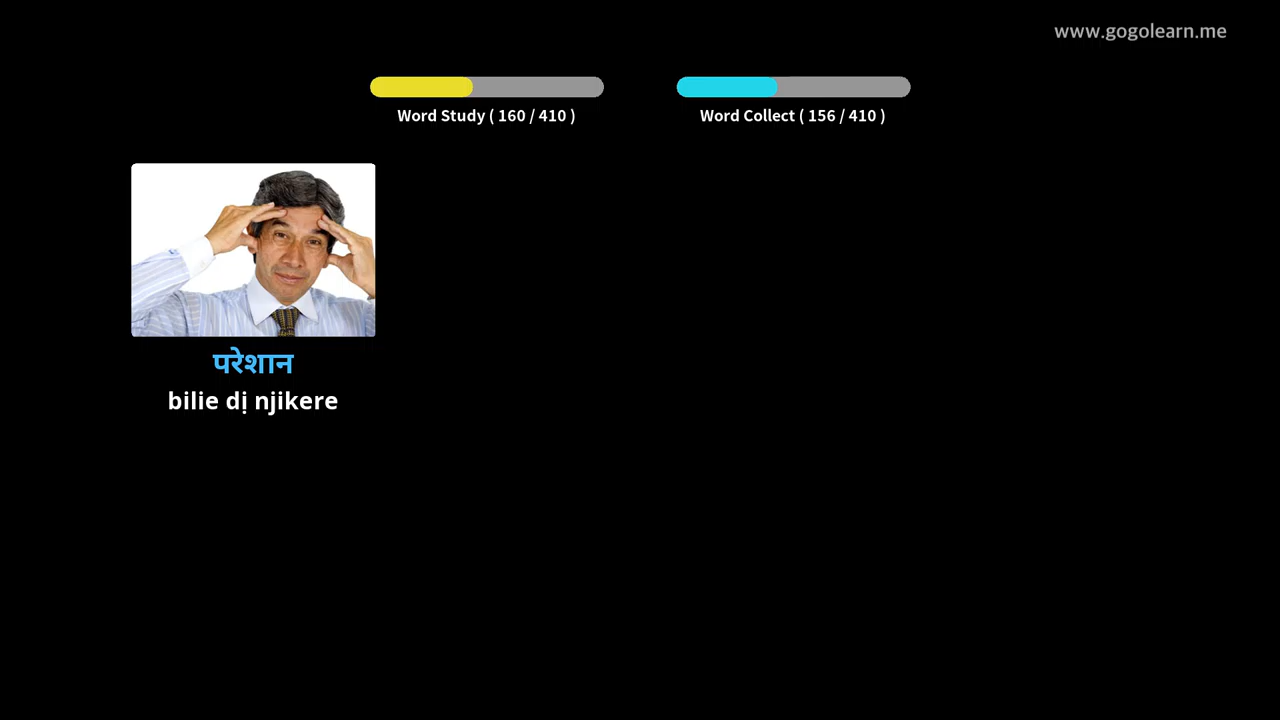 www.gogolearn.me
Word Study ( 160 / 410 )
Word Collect ( 156 / 410 )
परेशान
bilie dị njikere